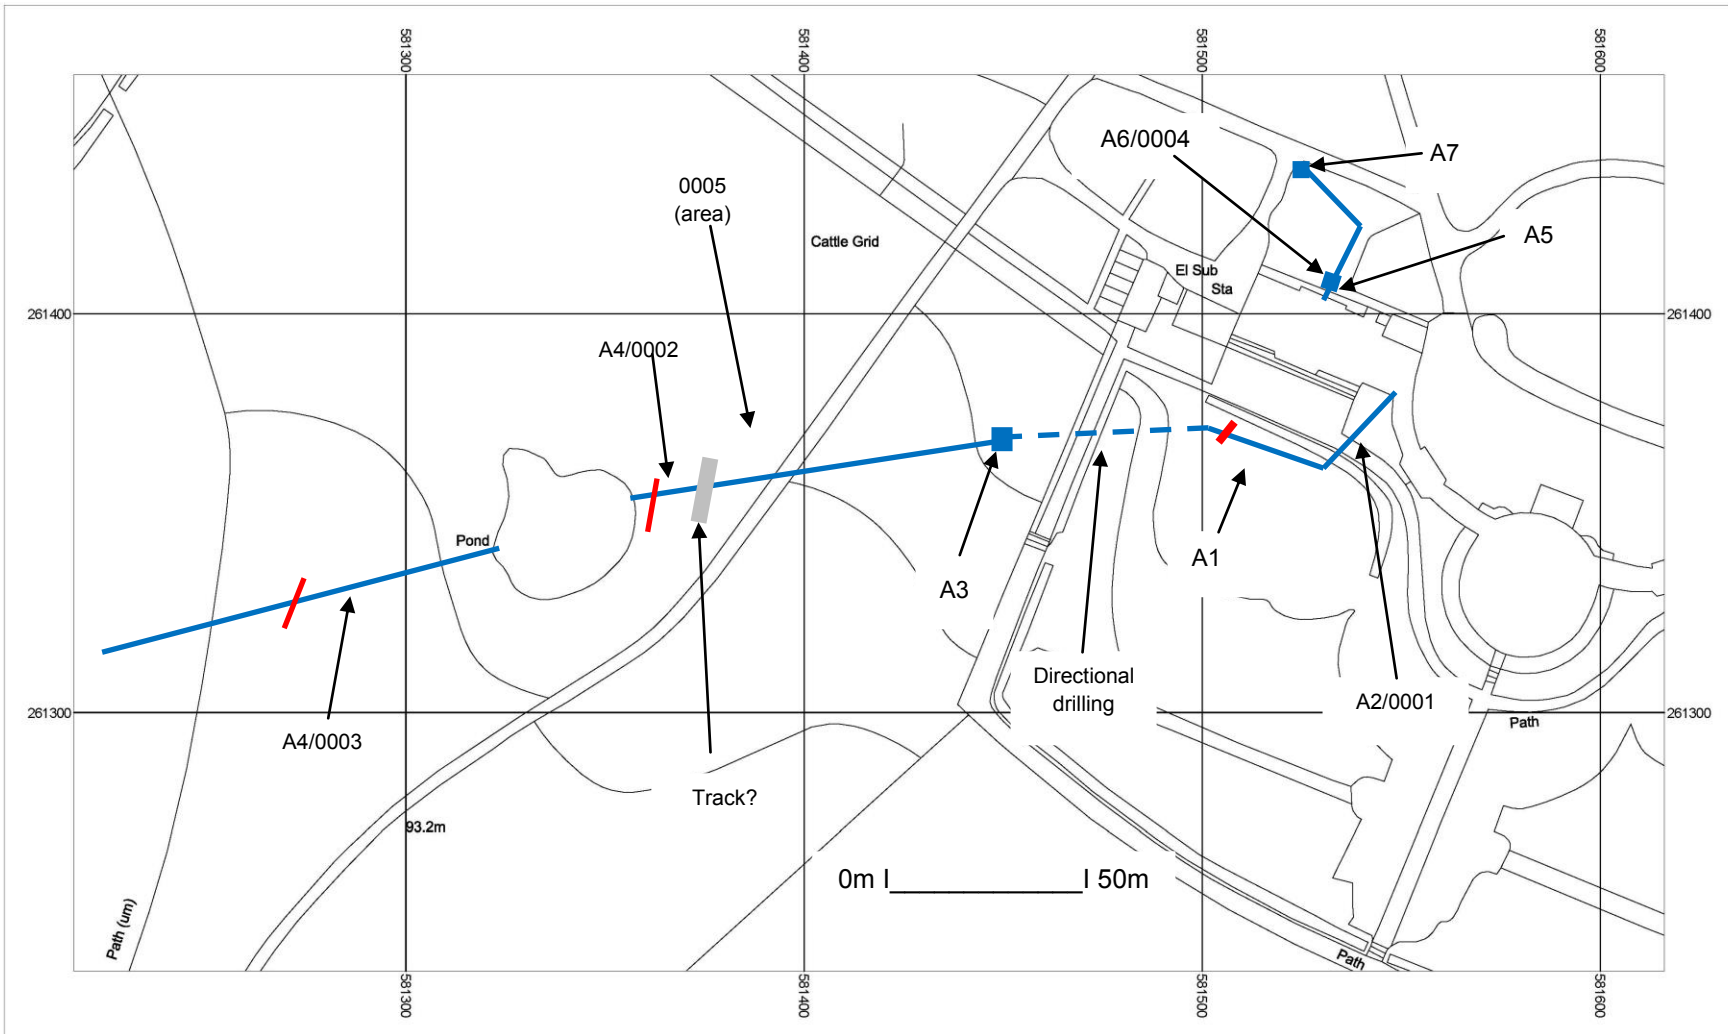 581300
581400
581500
581600
A6/0004
A7
0005
(area)
A5
Cattle Grid
El Sub
Sta
261400
261400
A4/0002
Pond
A1
A3
Directional
drilling
A2/0001
261300
261300
Path
A4/0003
Track?
93.2m
0m I______________I 50m
Path (um)
Path
581300
581400
581500
581600